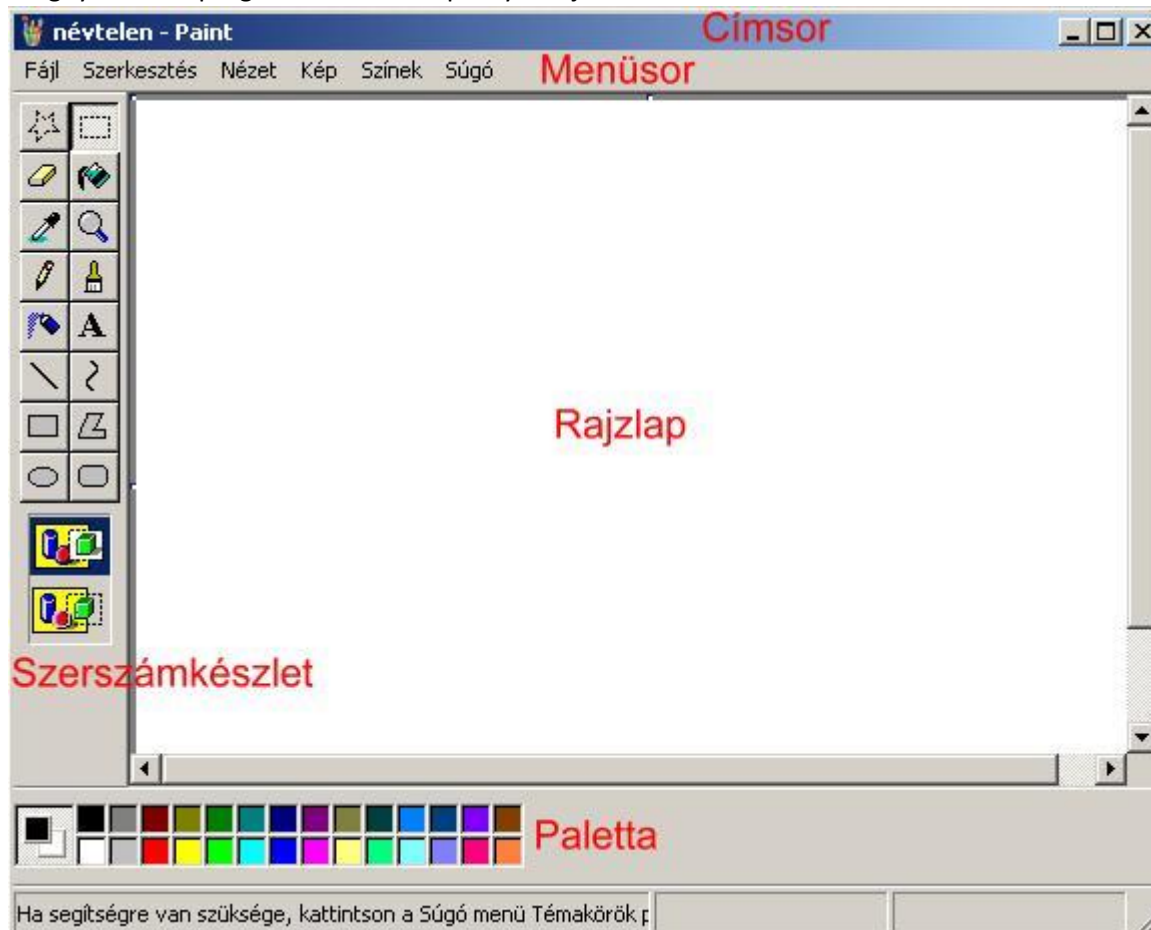 névtelen - Paint Címsor
Fájl Szerkesztés Nézet Kép Színek Súgó Menüsor
A
Rajzlap
Szerszámkészlet
Paletta
Ha segítségre van szüksége, kattintson a Súgó menü Témakörök p